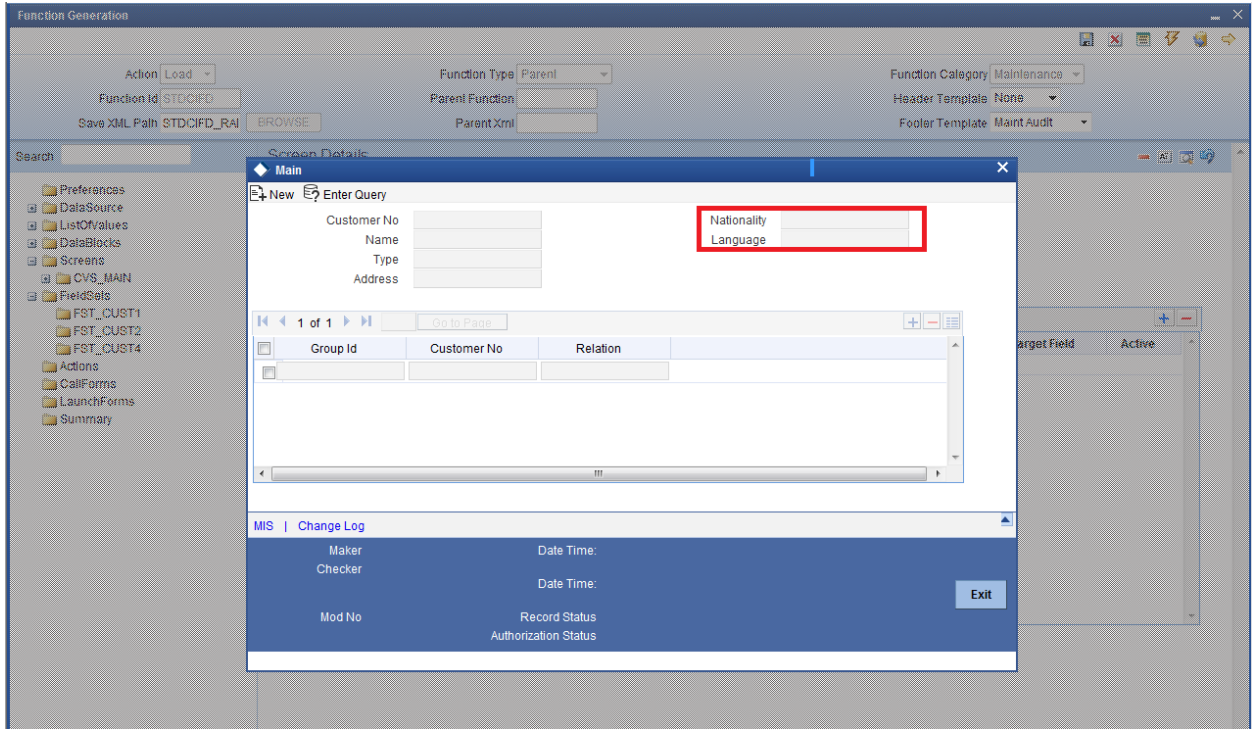 Function Generation
Action Load Function Type Parent Function Category Maintenance
Function Id STDCIFD Parent Function Header Template None
Save XML Path STDCIFD_RAI BROWSE Parent Xml Footer Template Maint Audit
Search Screen Details
Main
New Enter Query
Customer No Nationality
Name Language
Type
Address
Preferences
DataSource
ListOfValues
DataBlocks
Screens
CVS_MAIN
FieldSets
FST_CUST1
FST_CUST2
FST_CUST4
Actions
CallForms
LaunchForms
Summary
1 of 1 Go to Page
Group Id Customer No Relation
arget Field Active
MIS | Change Log
Maker Date Time:
Checker
Date Time:
Mod No Record Status
Authorization Status
Exit